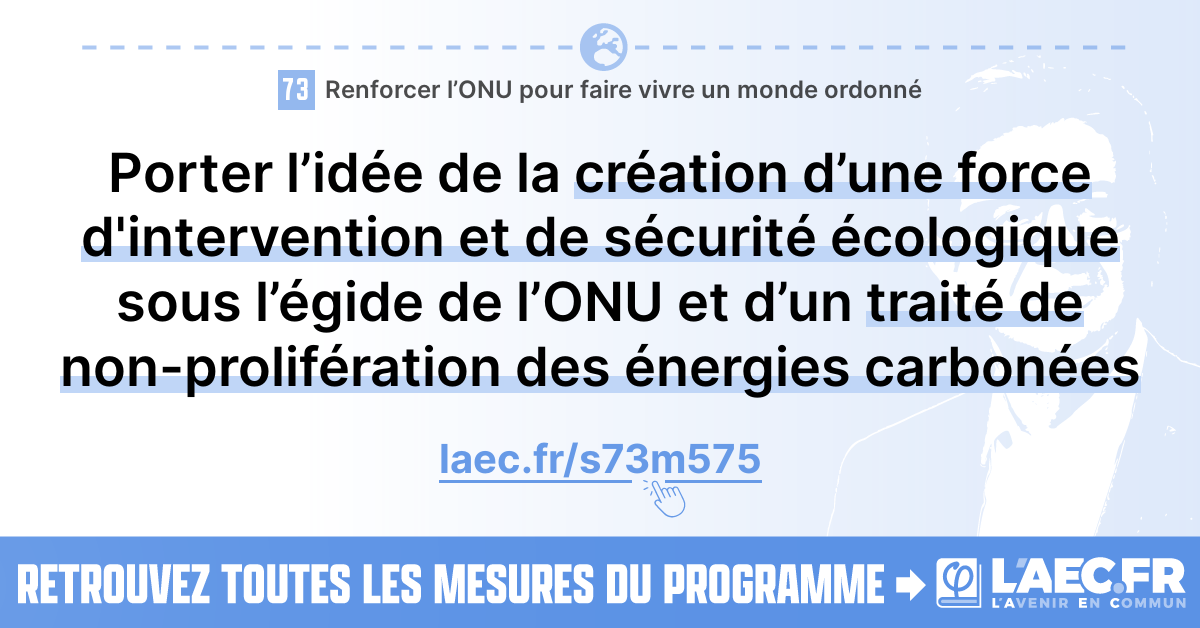 73 Renforcer l’ONU pour faire vivre un monde ordonné
Porter l’idée de la création d’une force
d'intervention et de sécurité écologique
sous l’égide de l’ONU et d’un traité de
non-prolifération des énergies carbonées
laec.fr/s73m575
RETROUVEZ TOUTES LES MESURES DU PROGRAMME
L'AEC.FR
L'AVENIR EN COMMUN